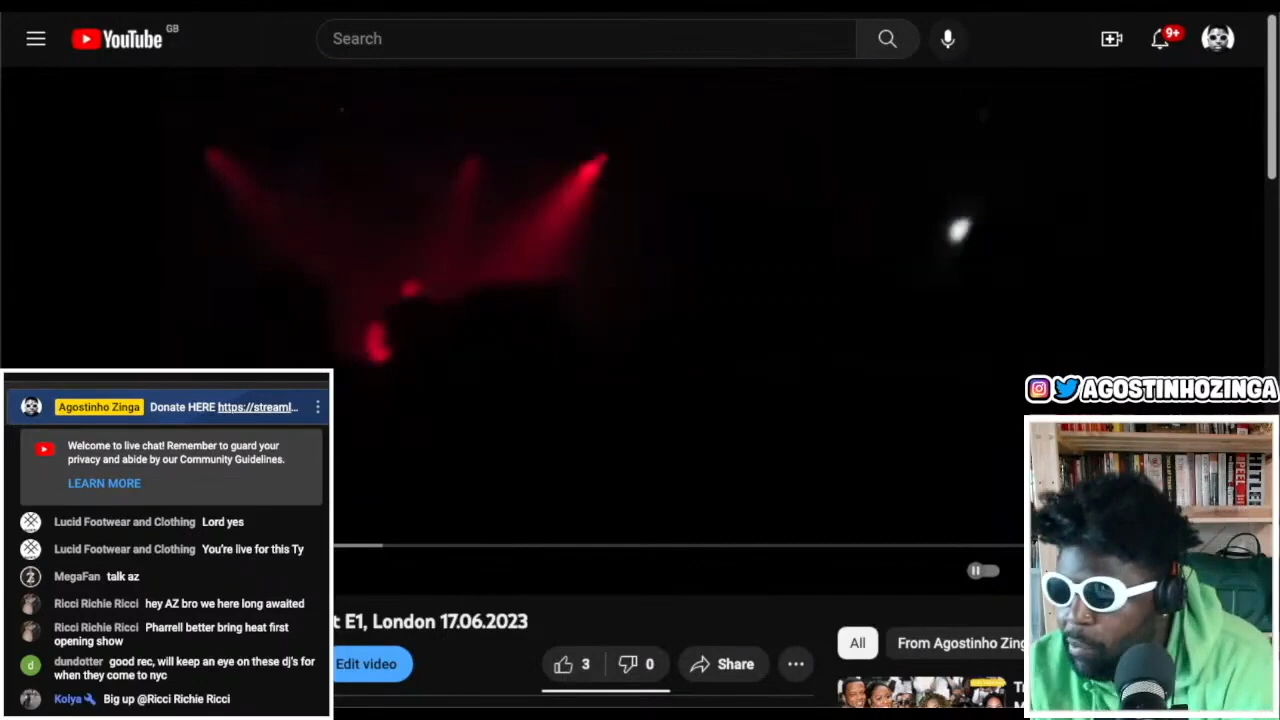 YouTube GB
Search
9+
Agostinho Zinga Donate HERE https://streaml...
Welcome to live chat! Remember to guard your
privacy and abide by our Community Guidelines.
LEARN MORE
Lucid Footwear and Clothing Lord yes
Lucid Footwear and Clothing You're live for this Ty
MegaFan talk az
Ricci Richie Ricci hey AZ bro we here long awaited
Ricci Richie Ricci Pharrell better bring heat first
opening show
dundotter good rec, will keep an eye on these dj's for
when they come to nyc
Kolya Big up @Ricci Richie Ricci
t E1, London 17.06.2023
Edit video
3
0
Share
All
From Agostinho Zing
AGOSTINHOZINGA
PEEL
HITLER